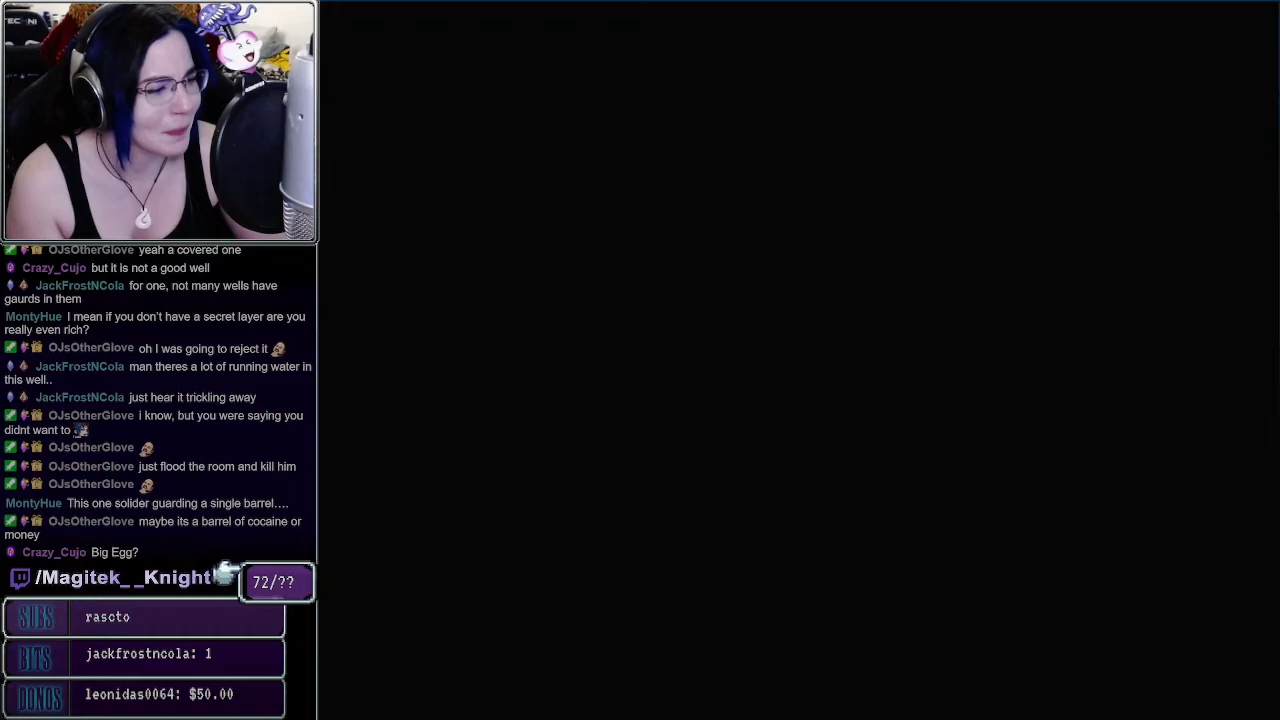 TECHNI
OJsOtherGlove yeah a covered one
Crazy_Cujo but it is not a good well
JackFrostNCola for one, not many wells have
gaurds in them
MontyHue I mean if you don't have a secret layer are you
really even rich?
OJsOtherGlove oh I was going to reject it
JackFrostNCola man theres a lot of running water in
this well..
JackFrostNCola just hear it trickling away
OJsOtherGlove i know, but you were saying you
didnt want to
OJsOtherGlove
OJsOtherGlove just flood the room and kill him
OJsOtherGlove
MontyHue This one solider guarding a single barrel....
OJsOtherGlove maybe its a barrel of cocaine or
money
Crazy_Cujo Big Egg?
/Magitek__Knight
72/??
SUBS rascto
BITS jackfrostncola: 1
DONOS leonidas0064: $50.00